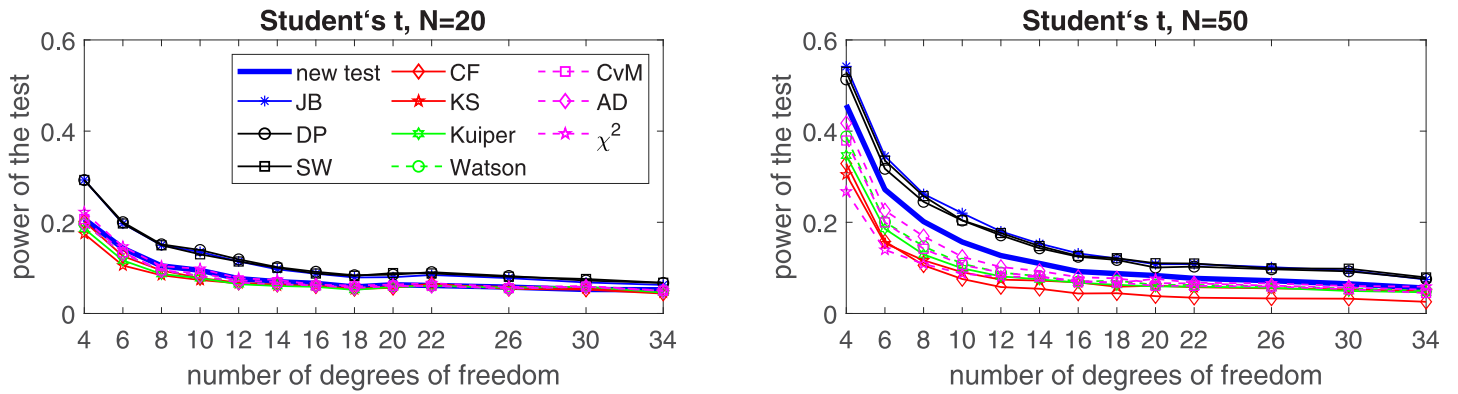 Student‘s t, N=20
power of the test
0.6
0.4
0.2
0
new test
JB
DP
SW
CF
KS
Kuiper
Watson
CvM
AD
χ²
4 6 8 10 12 14 16 18 20 22 26 30 34
number of degrees of freedom
Student‘s t, N=50
power of the test
0.6
0.4
0.2
0
4 6 8 10 12 14 16 18 20 22 26 30 34
number of degrees of freedom